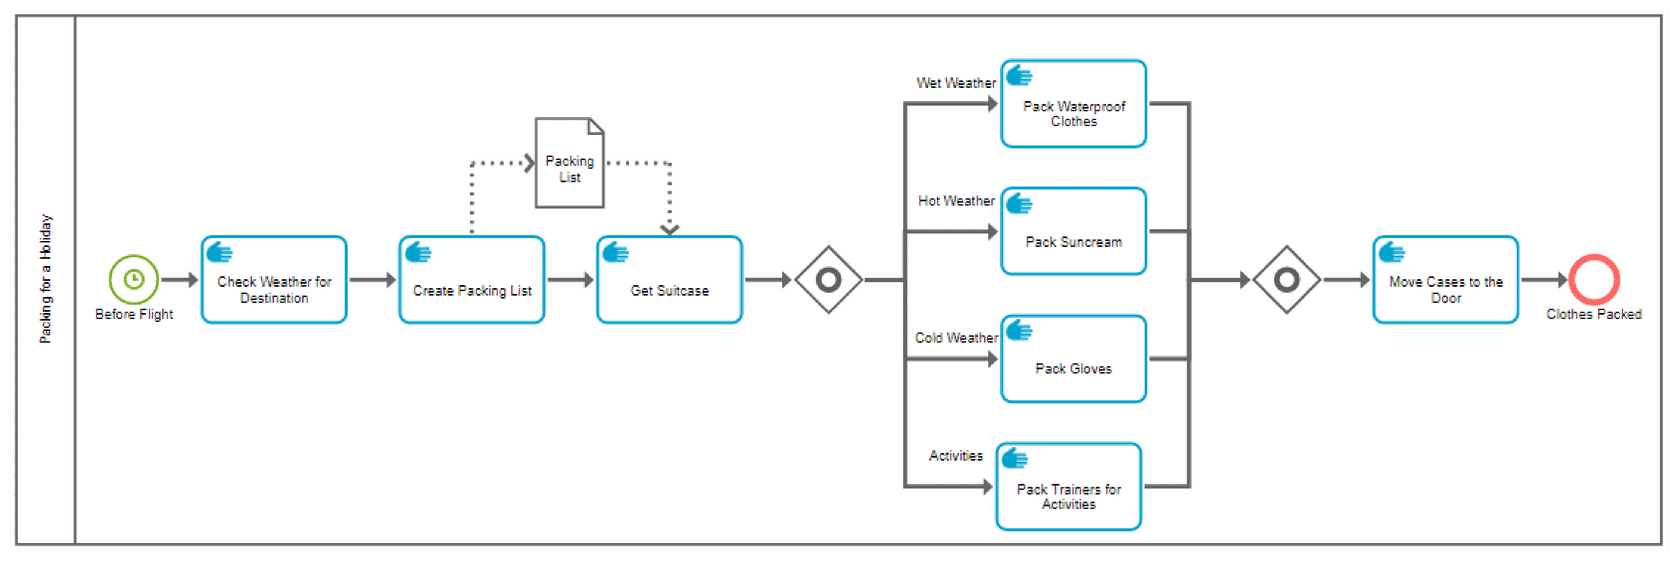 Packing for a Holiday
Before Flight
Check Weather for
Destination
Create Packing List
Packing
List
Get Suitcase
Wet Weather
Pack Waterproof
Clothes
Hot Weather
Pack Suncream
Cold Weather
Pack Gloves
Activities
Pack Trainers for
Activities
Move Cases to the
Door
Clothes Packed